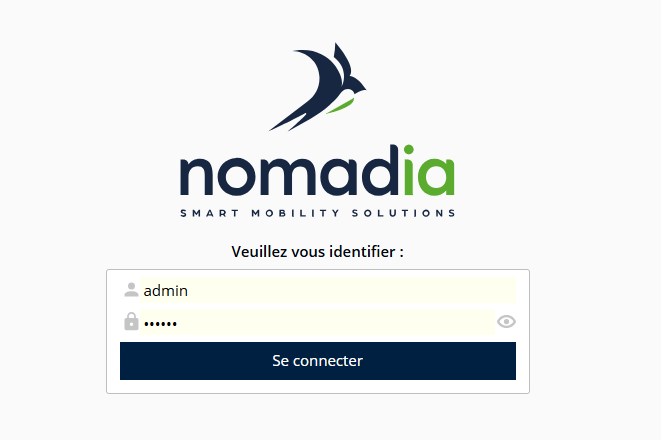 nomadia
SMART MOBILITY SOLUTIONS
Veuillez vous identifier :
admin
••••••
Se connecter